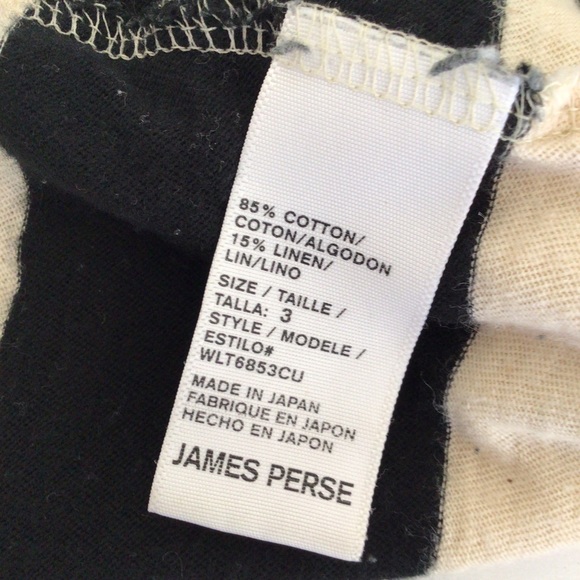 85% COTTON/
COTON/ALGODON
15% LINEN/
LIN/LINO
SIZE / TAILLE /
TALLA: 3
STYLE / MODELE /
ESTILO#
WLT6853CU
MADE IN JAPAN
FABRIQUE EN JAPON
HECHO EN JAPON
JAMES PERSE